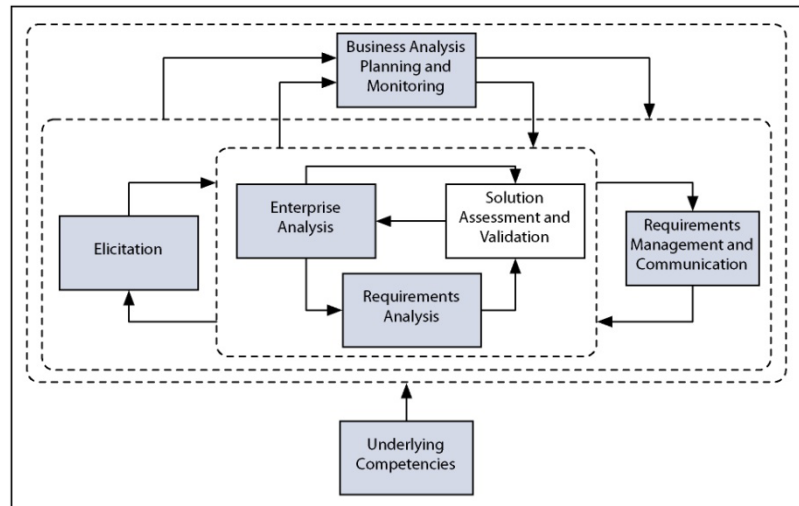 Business Analysis
Planning and
Monitoring
Enterprise
Analysis
Solution
Assessment and
Validation
Elicitation
Requirements
Management and
Communication
Requirements
Analysis
Underlying
Competencies